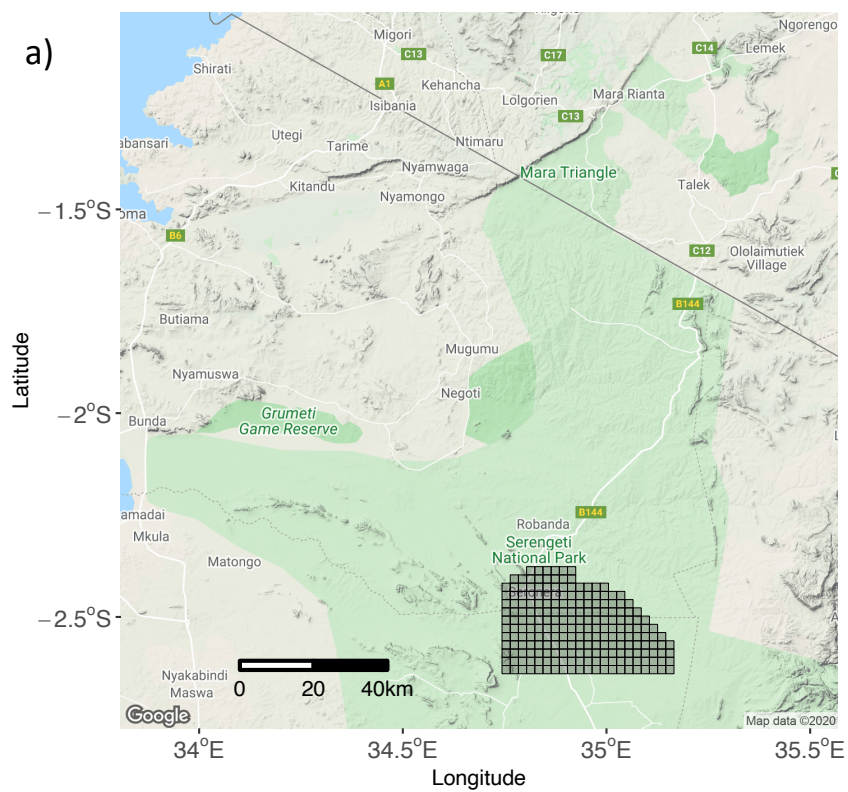 a)
Migori
Ngorengo
C13
C17
C14
Lemek
Shirati
A1
Kehancha
Mara Rianta
Isibania
Lolgorien
C13
abansari
Utegi
Tarime
Ntimaru
Nyamwaga
Mara Triangle
Kitandu
Nyamongo
Talek
−1.5°S
oma
B6
C12
Ololaimutiek
Village
B144
Butiama
Latitude
Mugumu
Nyamuswa
Negoti
−2°S
Bunda
Grumeti
Game Reserve
amadai
Mkula
Robanda
B144
Serengeti
National Park
Matongo
Seronera
−2.5°S
Nyakabindi
Maswa
0 20 40km
Google
Map data ©2020
34°E 34.5°E 35°E 35.5°E
Longitude